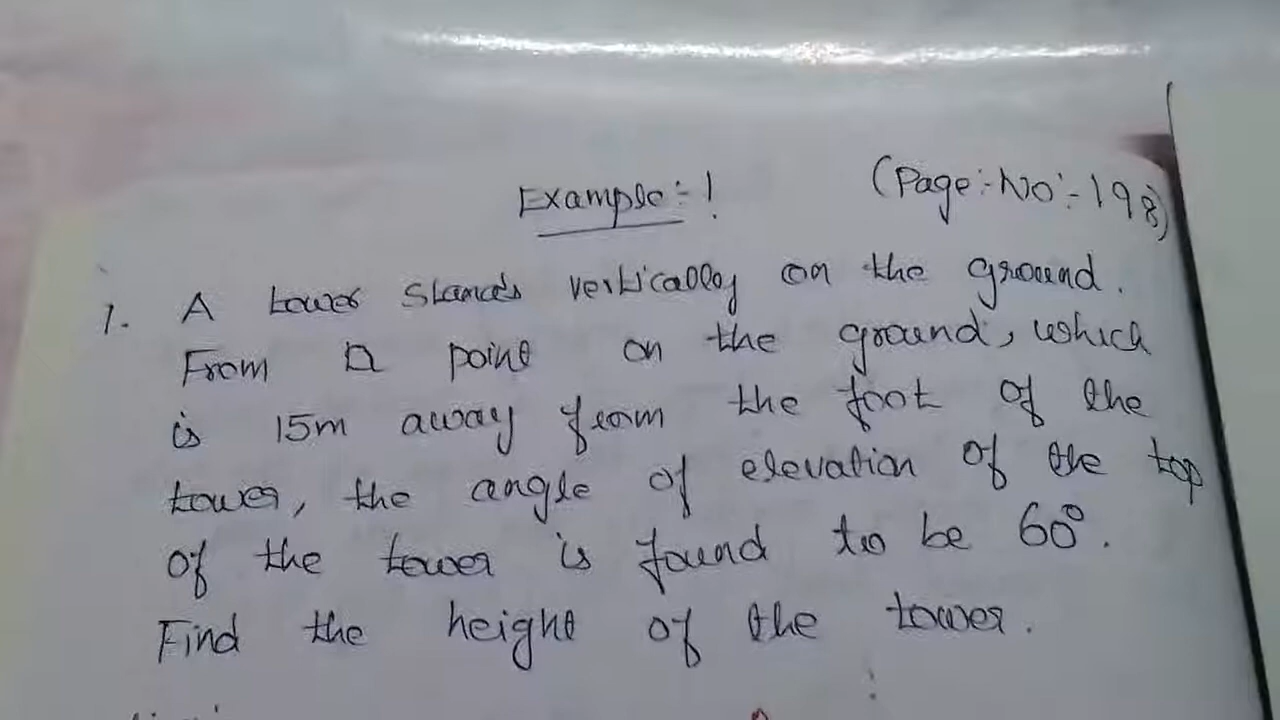 Example:- 1
(Page:-No:-198)
1. A tower stands vertically on the ground.
From a point on the ground, which
is 15m away from the foot of the
tower, the angle of elevation of the top
of the tower is found to be 60°.
Find the height of the tower.